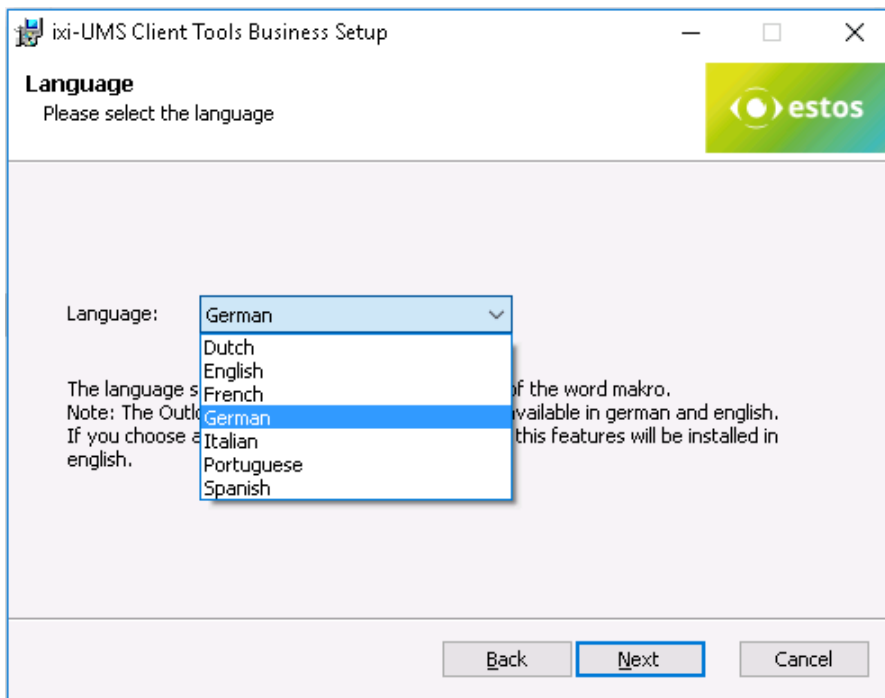 ixi-UMS Client Tools Business Setup
Language
Please select the language
estos
Language:
German
Dutch
English
French
German
Italian
Portuguese
Spanish
The language s of the word makro.
Note: The Outl vailable in german and english.
If you choose a this features will be installed in
english.
Back
Next
Cancel